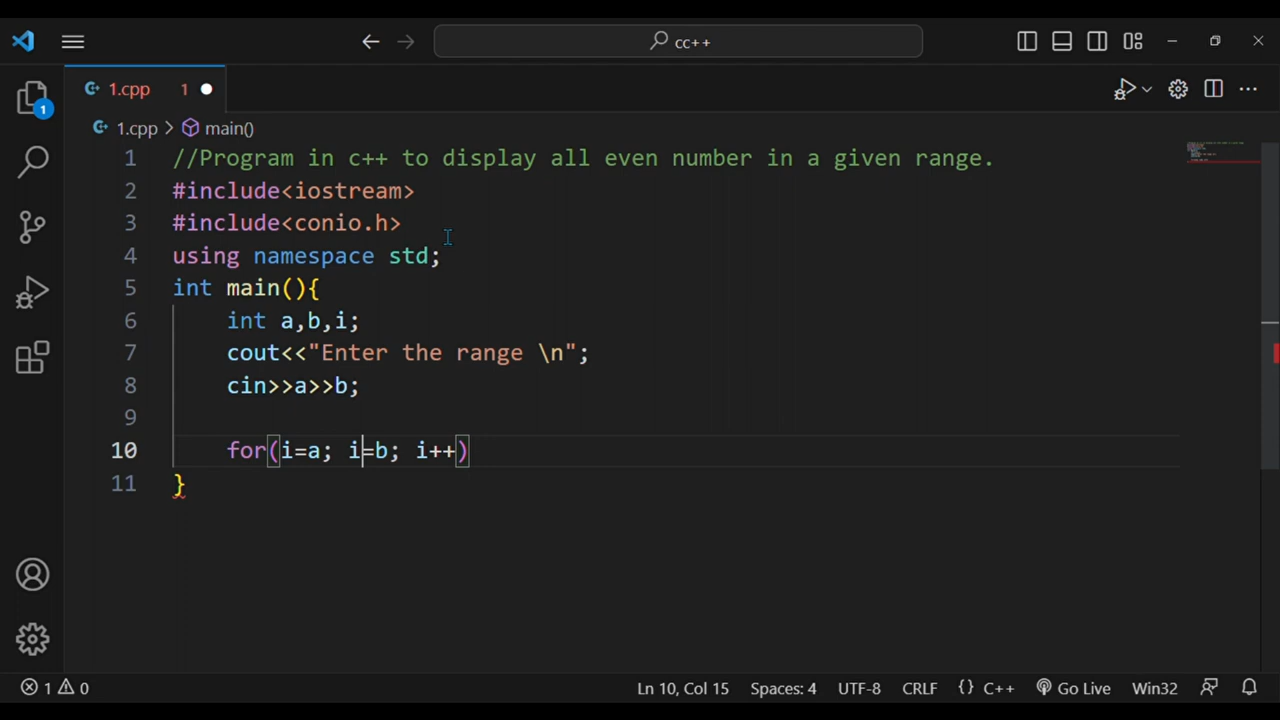 cc++
1.cpp 1
1.cpp > main()
1 //Program in c++ to display all even number in a given range.
2 #include<iostream>
3 #include<conio.h>
4 using namespace std;
5 int main(){
6 int a,b,i;
7 cout<<"Enter the range \n";
8 cin>>a>>b;
9
10 for(i=a; i=b; i++)
11 }
1
1 0 Ln 10, Col 15 Spaces: 4 UTF-8 CRLF {} C++ Go Live Win32